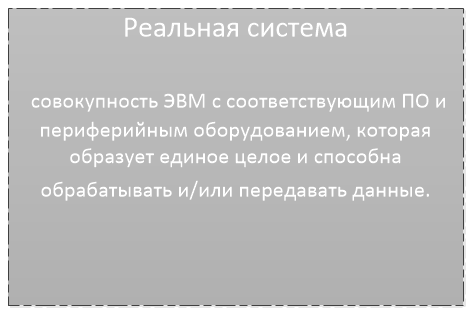 Реальная система
совокупность ЭВМ с соответствующим ПО и
периферийным оборудованием, которая
образует единое целое и способна
обрабатывать и/или передавать данные.